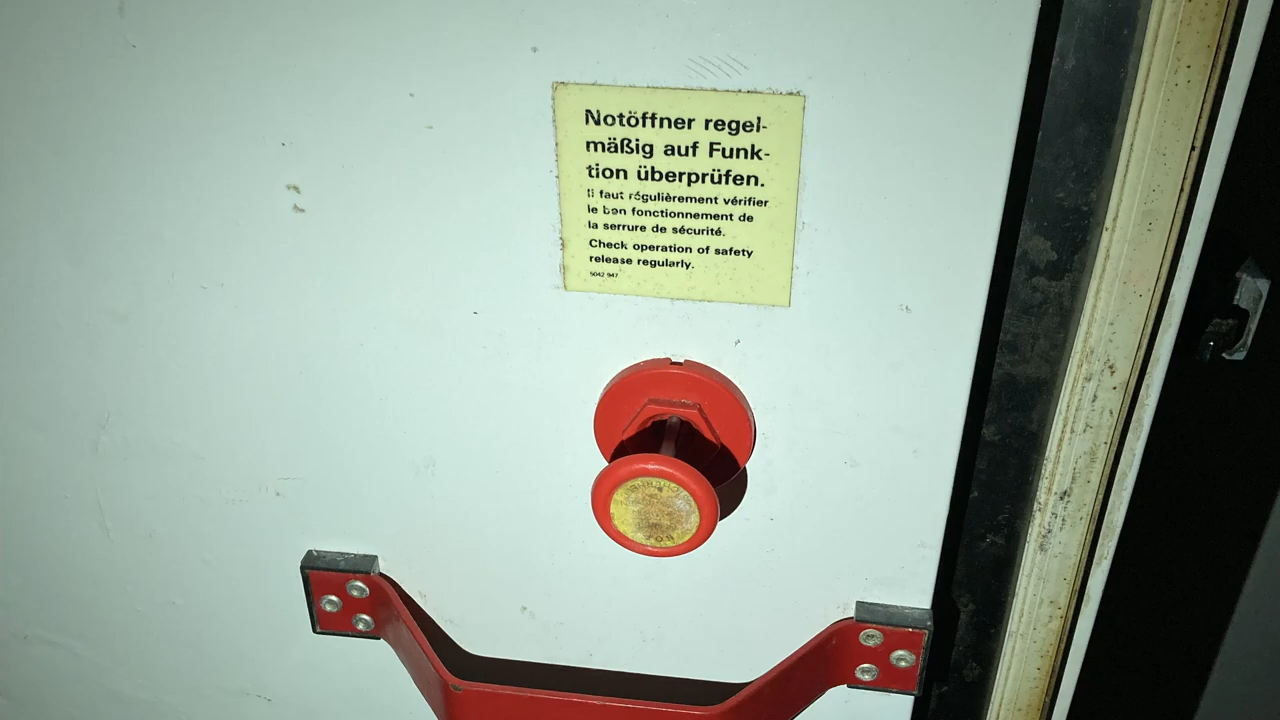 Notöffner regel-
mäßig auf Funk-
tion überprüfen.
Il faut régulièrement vérifier
le bon fonctionnement de
la serrure de sécurité.
Check operation of safety
release regularly.
5042 947